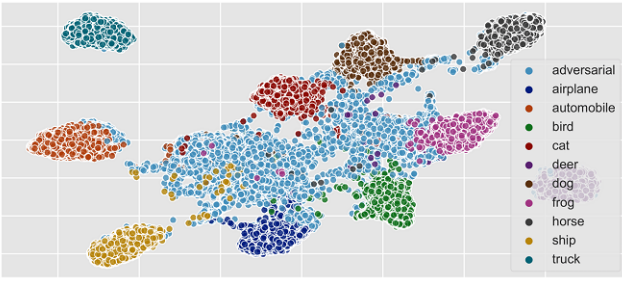 adversarial
airplane
automobile
bird
cat
deer
dog
frog
horse
ship
truck